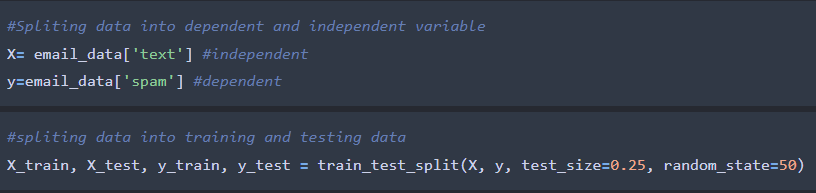 #Spliting data into dependent and independent variable
X= email_data['text'] #independent
y=email_data['spam'] #dependent
#spliting data into training and testing data
X_train, X_test, y_train, y_test = train_test_split(X, y, test_size=0.25, random_state=50)